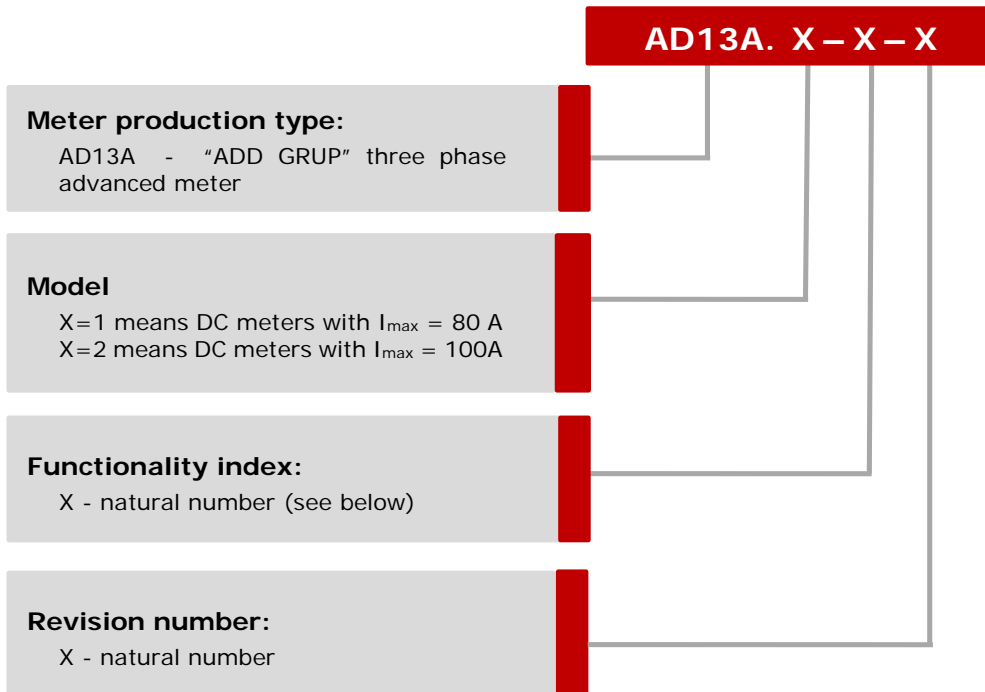 AD13A. X – X – X
Meter production type:
AD13A - “ADD GRUP” three phase
advanced meter
Model
X=1 means DC meters with Imax = 80 A
X=2 means DC meters with Imax = 100A
Functionality index:
X - natural number (see below)
Revision number:
X - natural number